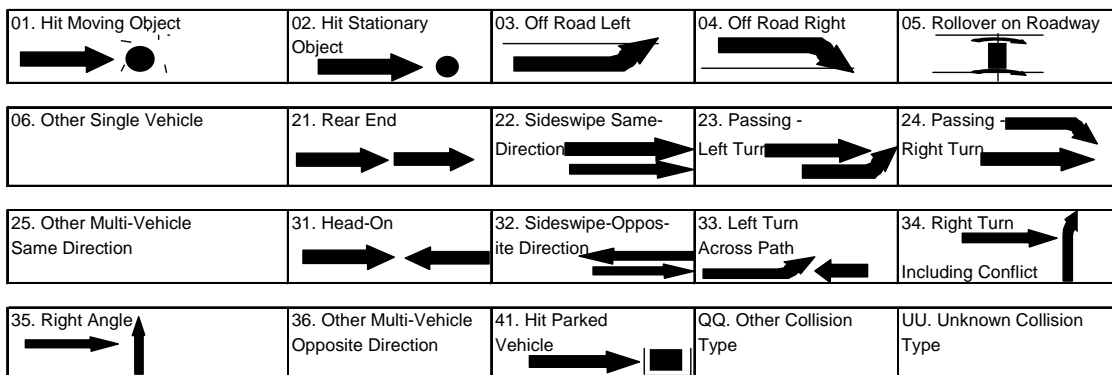 01. Hit Moving Object
02. Hit Stationary
Object
03. Off Road Left
04. Off Road Right
05. Rollover on Roadway
06. Other Single Vehicle
21. Rear End
22. Sideswipe Same-
Direction
23. Passing -
Left Turn
24. Passing -
Right Turn
25. Other Multi-Vehicle
Same Direction
31. Head-On
32. Sideswipe-Oppos-
ite Direction
33. Left Turn
Across Path
34. Right Turn
Including Conflict
35. Right Angle
36. Other Multi-Vehicle
Opposite Direction
41. Hit Parked
Vehicle
QQ. Other Collision
Type
UU. Unknown Collision
Type